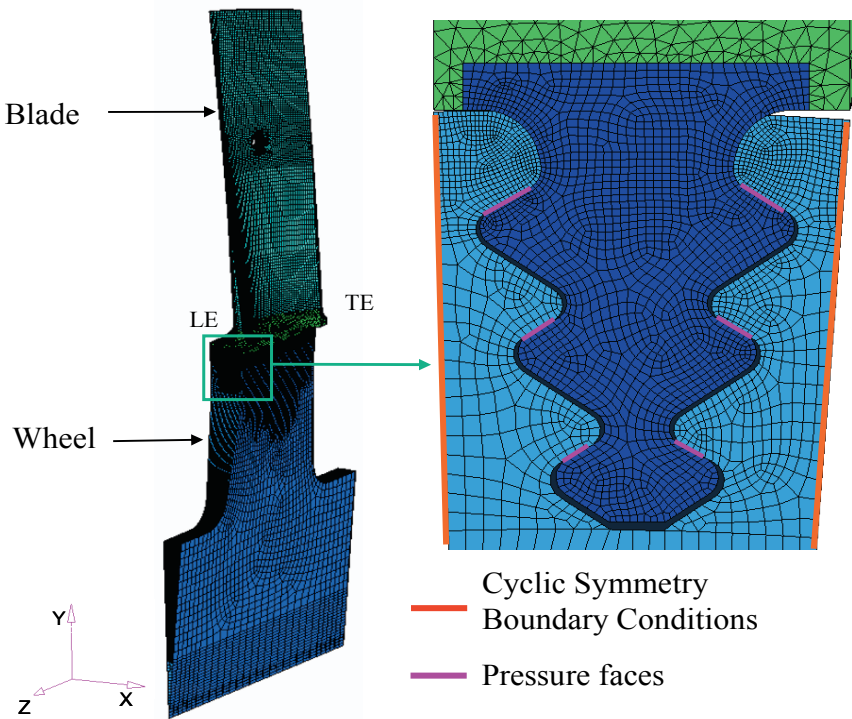 Blade
LE
TE
Wheel
Y
Z
X
Cyclic Symmetry
Boundary Conditions
Pressure faces